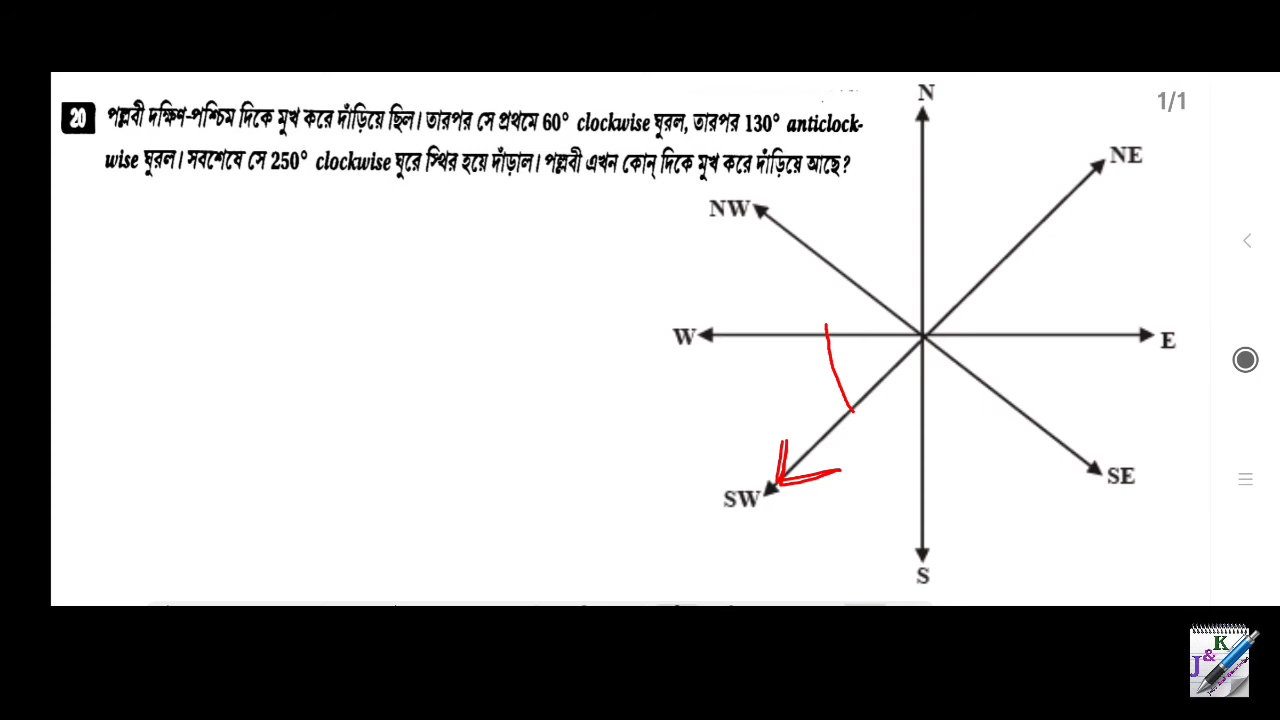 20 পল্লবী দক্ষিণ-পশ্চিম দিকে মুখ করে দাঁড়িয়ে ছিল। তারপর সে প্রথমে 60° clockwise ঘুরল, তারপর 130° anticlock-
wise ঘুরল। সবশেষে সে 250° clockwise ঘুরে স্থির হয়ে দাঁড়াল। পল্লবী এখন কোন্ দিকে মুখ করে দাঁড়িয়ে আছে?
1/1
N
NE
NW
W
E
SW
SE
S
J&K